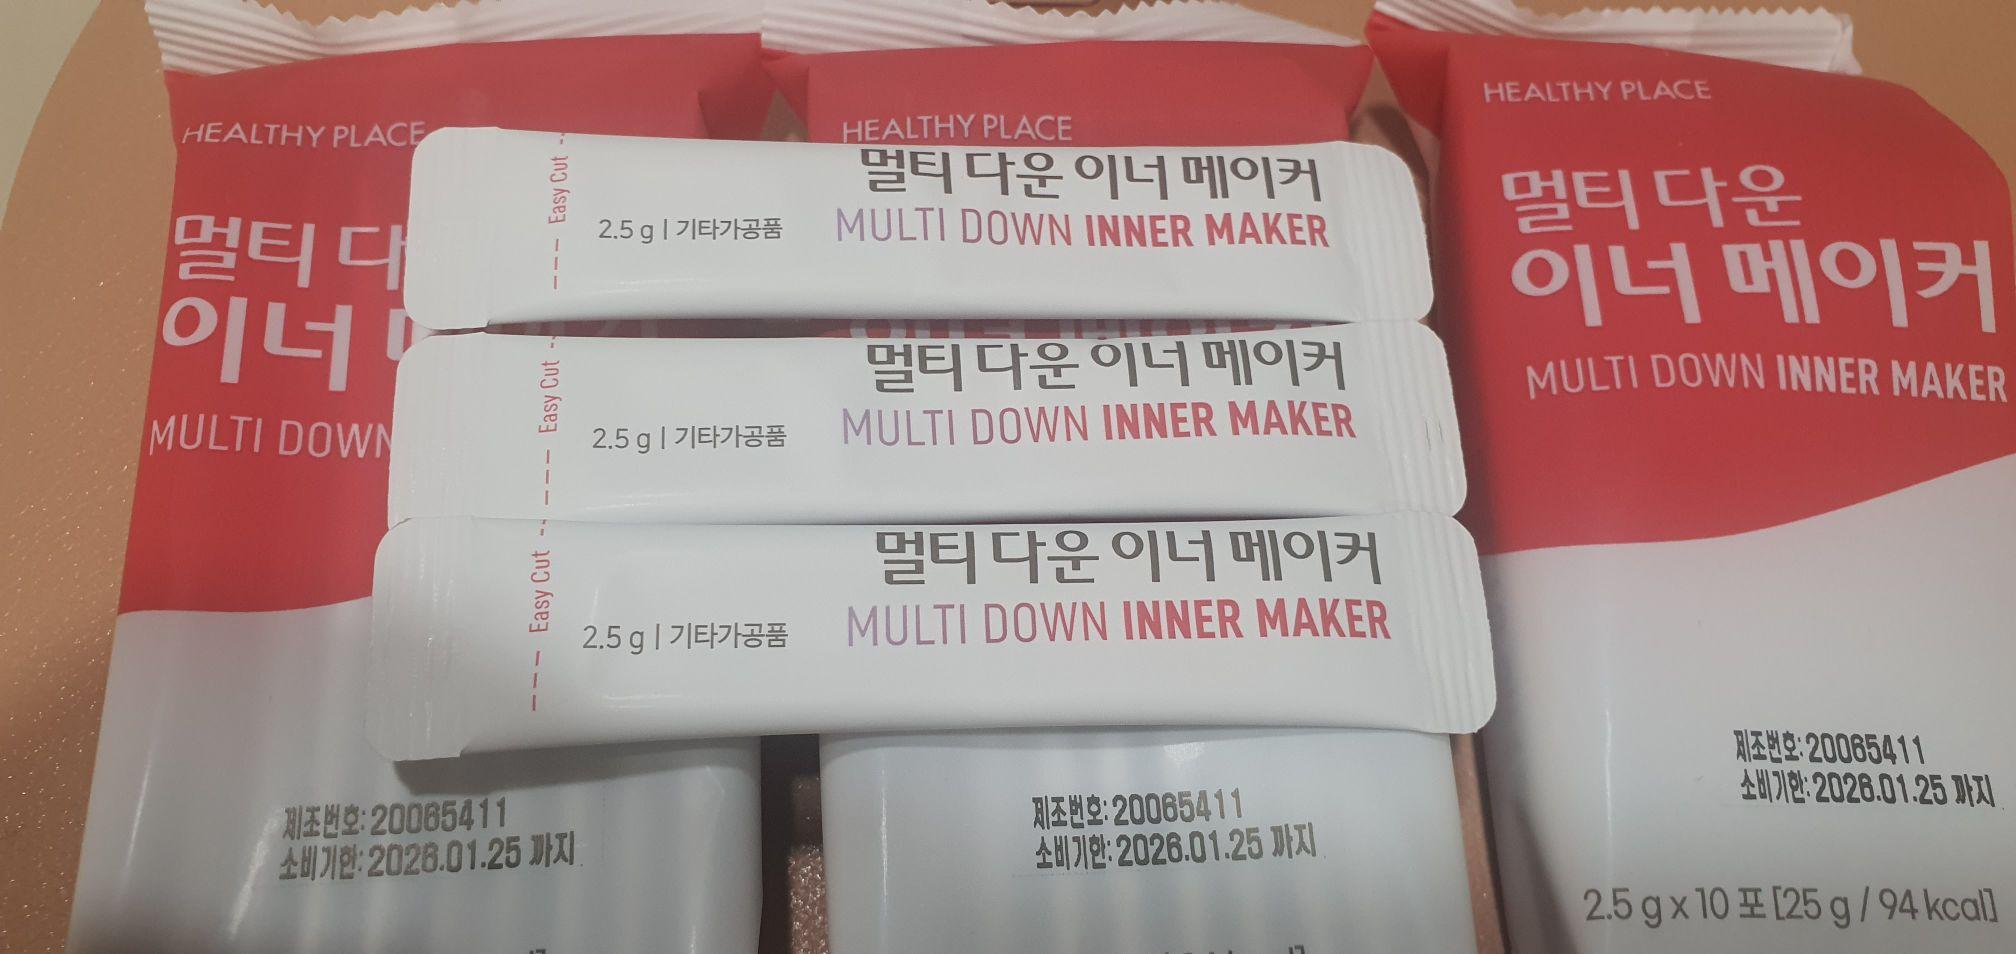 HEALTHY PLACE
멀티 다
이너
MULTI DOWN
제조번호: 20065411
소비기한: 2026.01.25 까지
HEALTHY PLACE
제조번호: 20065411
소비기한: 2026.01.25 까지
HEALTHY PLACE
멀티 다운
이너 메이커
MULTI DOWN INNER MAKER
제조번호: 20065411
소비기한: 2026.01.25 까지
2.5 g x 10 포 [25 g / 94 kcal]
Easy Cut
2.5 g | 기타가공품
멀티 다운 이너 메이커
MULTI DOWN INNER MAKER
Easy Cut
2.5 g | 기타가공품
멀티 다운 이너 메이커
MULTI DOWN INNER MAKER
Easy Cut
2.5 g | 기타가공품
멀티 다운 이너 메이커
MULTI DOWN INNER MAKER